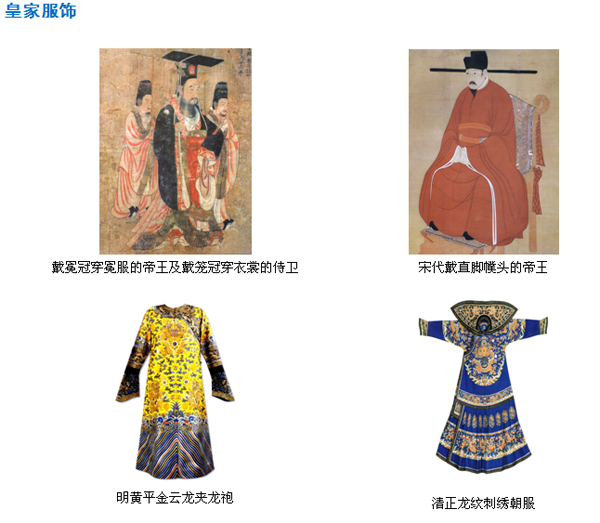 皇家服饰
戴冕冠穿冕服的帝王及戴笼冠穿衣裳的侍卫
宋代戴直脚幞头的帝王
明黄平金云龙夹龙袍
清正龙纹刺绣朝服